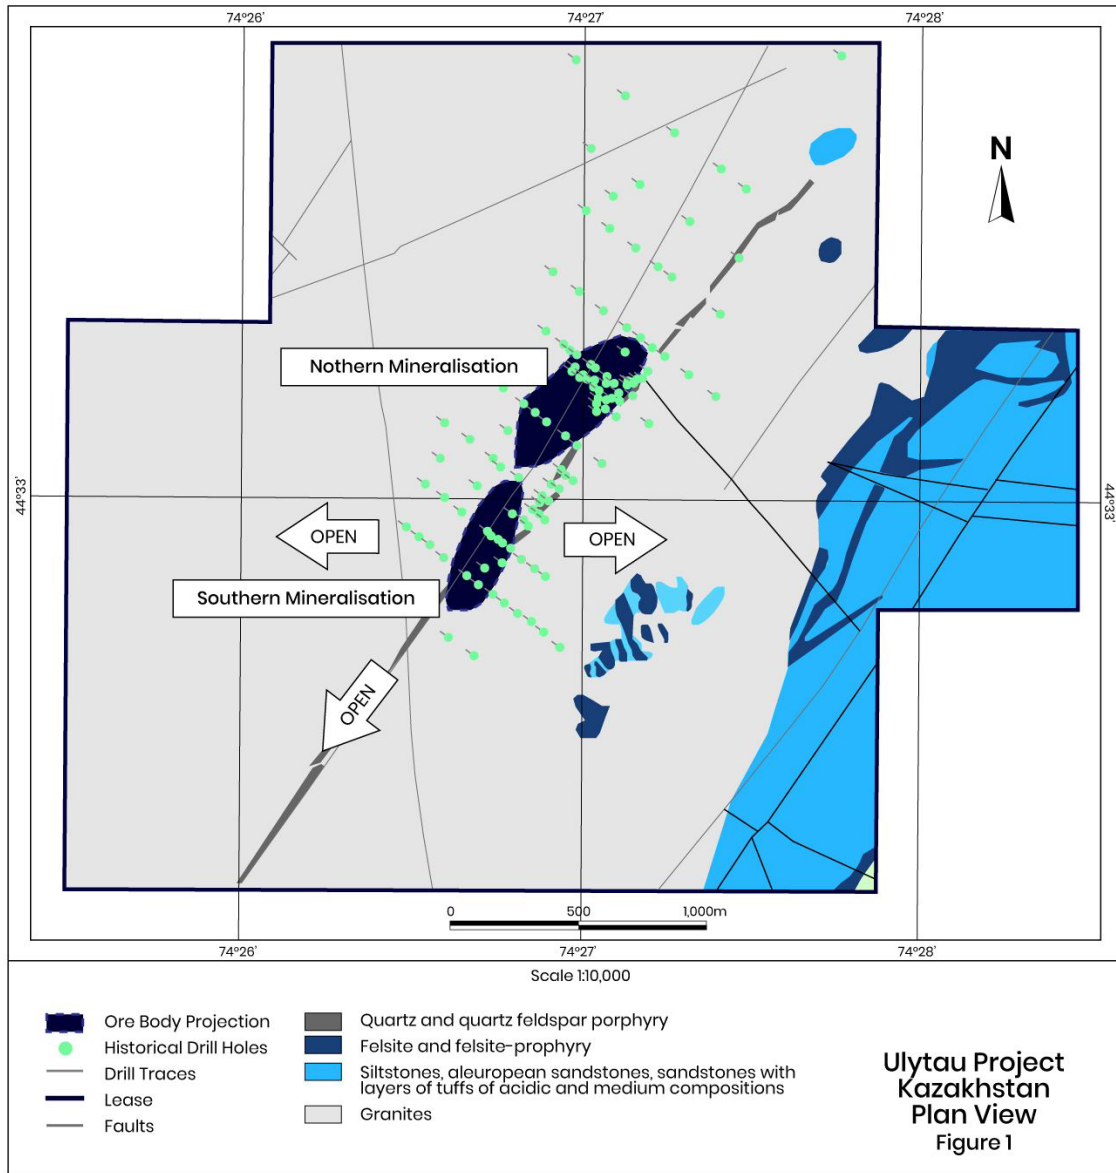 74°26'
74°27'
74°28'
N
Nothern Mineralisation
44°33'
44°33'
OPEN
OPEN
Southern Mineralisation
OPEN
0
500
1,000m
74°26'
74°27'
74°28'
Scale 1:10,000
Ore Body Projection
Historical Drill Holes
Drill Traces
Lease
Faults
Quartz and quartz feldspar porphyry
Felsite and felsite-prophyry
Siltstones, aleuropean sandstones, sandstones with
layers of tuffs of acidic and medium compositions
Granites
Ulytau Project
Kazakhstan
Plan View
Figure 1